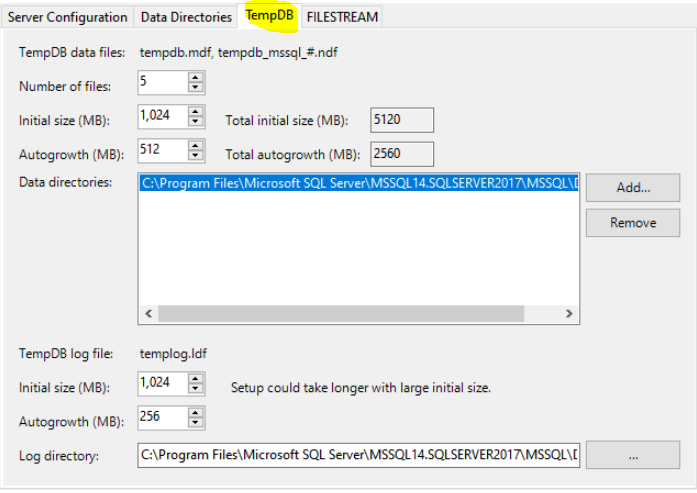 Server Configuration Data Directories TempDB FILESTREAM
TempDB data files: tempdb.mdf, tempdb_mssql_#.ndf
Number of files: 5
Initial size (MB): 1,024 Total initial size (MB): 5120
Autogrowth (MB): 512 Total autogrowth (MB): 2560
Data directories: C:\Program Files\Microsoft SQL Server\MSSQL14.SQLSERVER2017\MSSQL\ Add...
Remove
TempDB log file: templog.ldf
Initial size (MB): 1,024 Setup could take longer with large initial size.
Autogrowth (MB): 256
Log directory: C:\Program Files\Microsoft SQL Server\MSSQL14.SQLSERVER2017\MSSQL\ ...